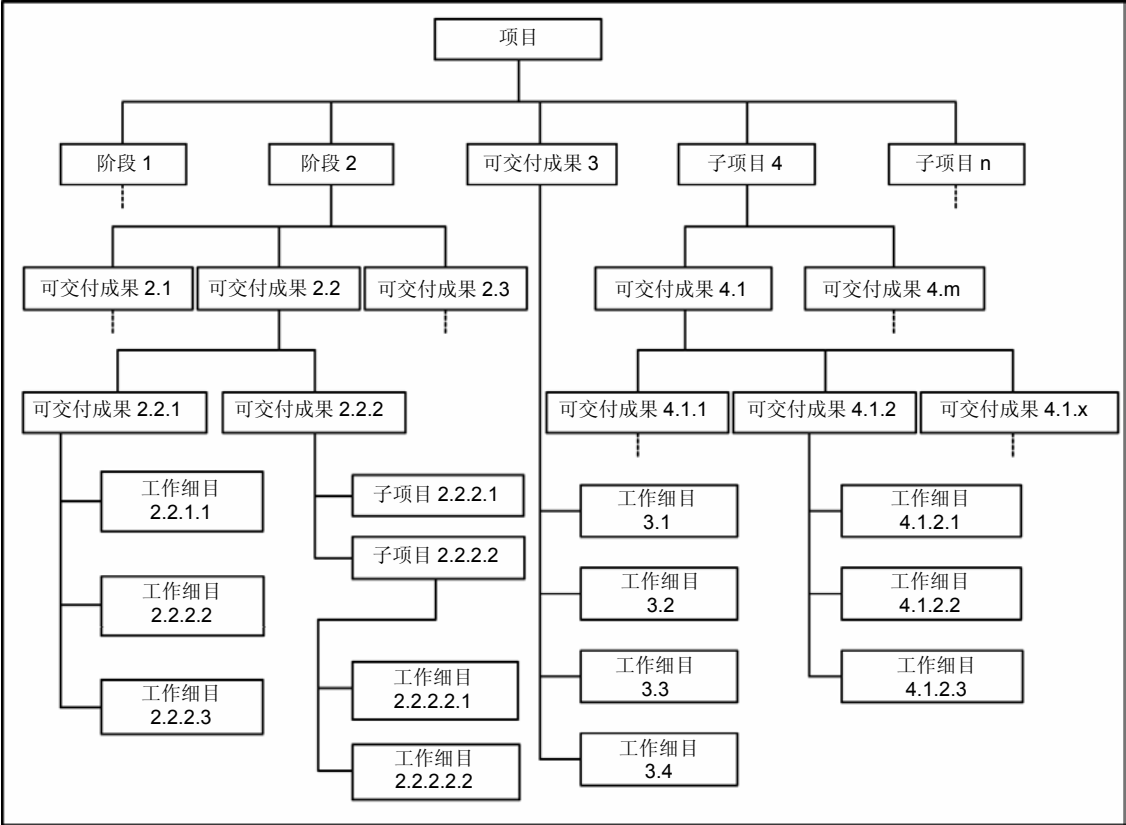 项目
阶段 1
阶段 2
可交付成果 3
子项目 4
子项目 n
可交付成果 2.1
可交付成果 2.2
可交付成果 2.3
可交付成果 4.1
可交付成果 4.m
可交付成果 2.2.1
可交付成果 2.2.2
可交付成果 4.1.1
可交付成果 4.1.2
可交付成果 4.1.x
工作细目
2.2.1.1
工作细目
2.2.2.2
工作细目
2.2.2.3
子项目 2.2.2.1
子项目 2.2.2.2
工作细目
2.2.2.2.1
工作细目
2.2.2.2.2
工作细目
3.1
工作细目
3.2
工作细目
3.3
工作细目
3.4
工作细目
4.1.2.1
工作细目
4.1.2.2
工作细目
4.1.2.3